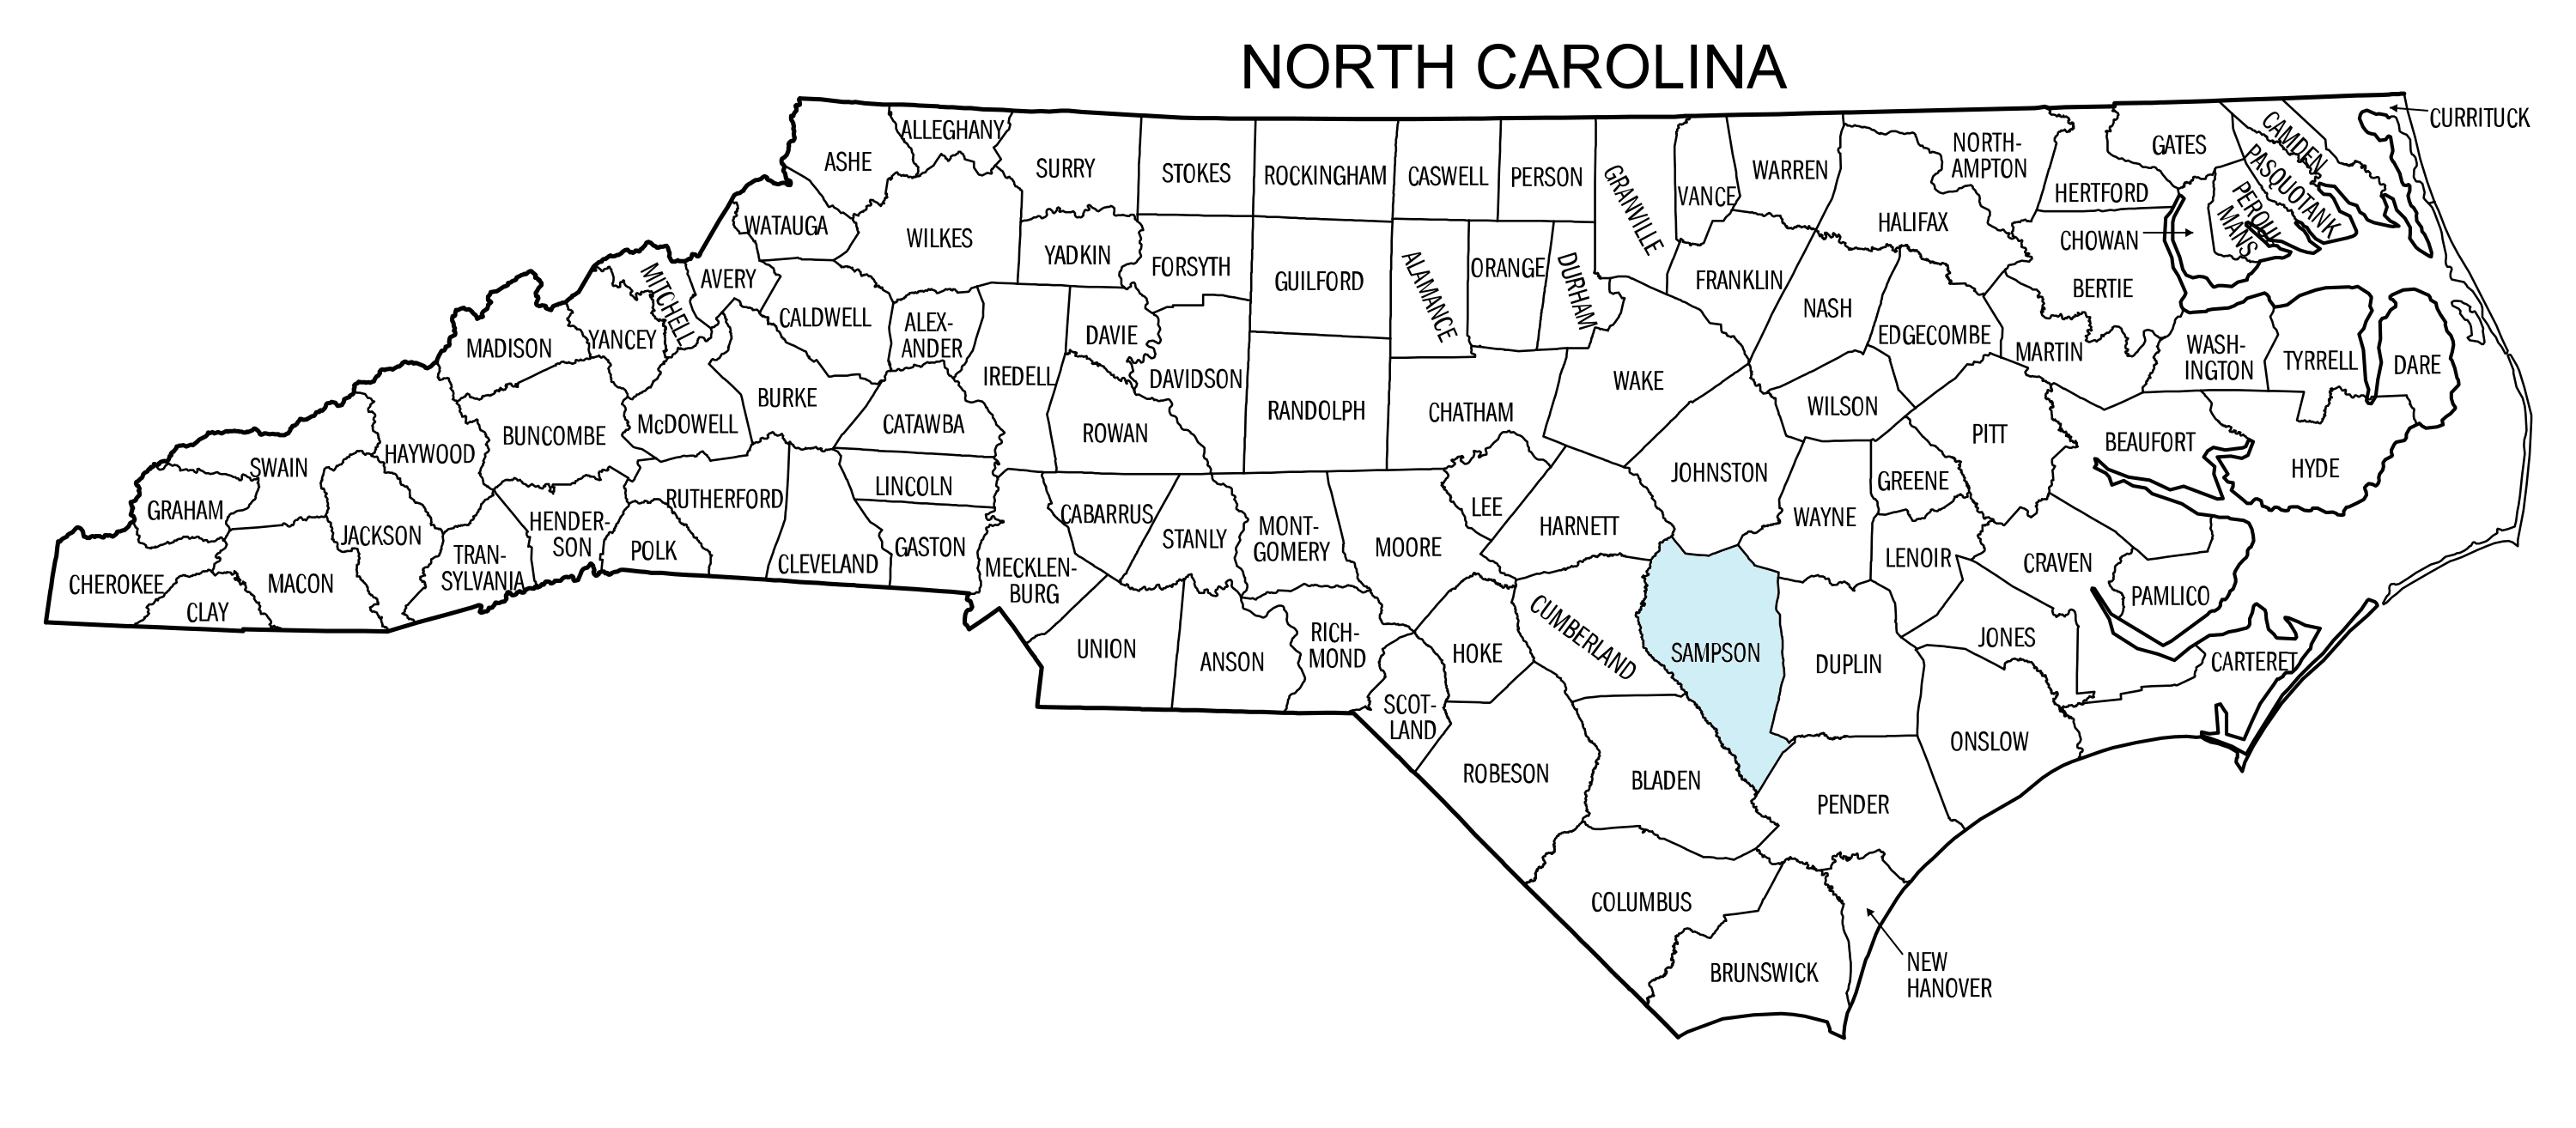 NORTH CAROLINA
CURRITUCK
ALLEGHANY
ASHE
SURRY
STOKES
ROCKINGHAM
CASWELL
PERSON
GRANVILLE
VANCE
WARREN
NORTH-
AMPTON
HERTFORD
GATES
CAMDEN
PASQUOTANK
PERQUI
MANS
CHOWAN
WATAUGA
WILKES
YADKIN
FORSYTH
GUILFORD
ALAMANCE
ORANGE
DURHAM
FRANKLIN
HALIFAX
NASH
BERTIE
MITCHELL
AVERY
CALDWELL
ALEX-
ANDER
IREDELL
DAVIE
DAVIDSON
EDGECOMBE
MARTIN
WASH-
INGTON
TYRRELL
DARE
MADISON
YANCEY
BURKE
McDOWELL
CATAWBA
ROWAN
RANDOLPH
CHATHAM
WAKE
WILSON
PITT
BEAUFORT
HYDE
BUNCOMBE
HAYWOOD
SWAIN
GRAHAM
JACKSON
RUTHERFORD
LINCOLN
CABARRUS
STANLY
MONT-
GOMERY
MOORE
LEE
HARNETT
JOHNSTON
WAYNE
GREENE
LENOIR
CRAVEN
PAMLICO
CHEROKEE
CLAY
MACON
TRAN-
SYLVANIA
HENDER-
SON
POLK
CLEVELAND
GASTON
MECKLEN-
BURG
UNION
ANSON
RICH-
MOND
SCOT-
LAND
HOKE
CUMBERLAND
SAMPSON
DUPLIN
JONES
CARTERET
ONSLOW
ROBESON
BLADEN
PENDER
COLUMBUS
BRUNSWICK
NEW
HANOVER